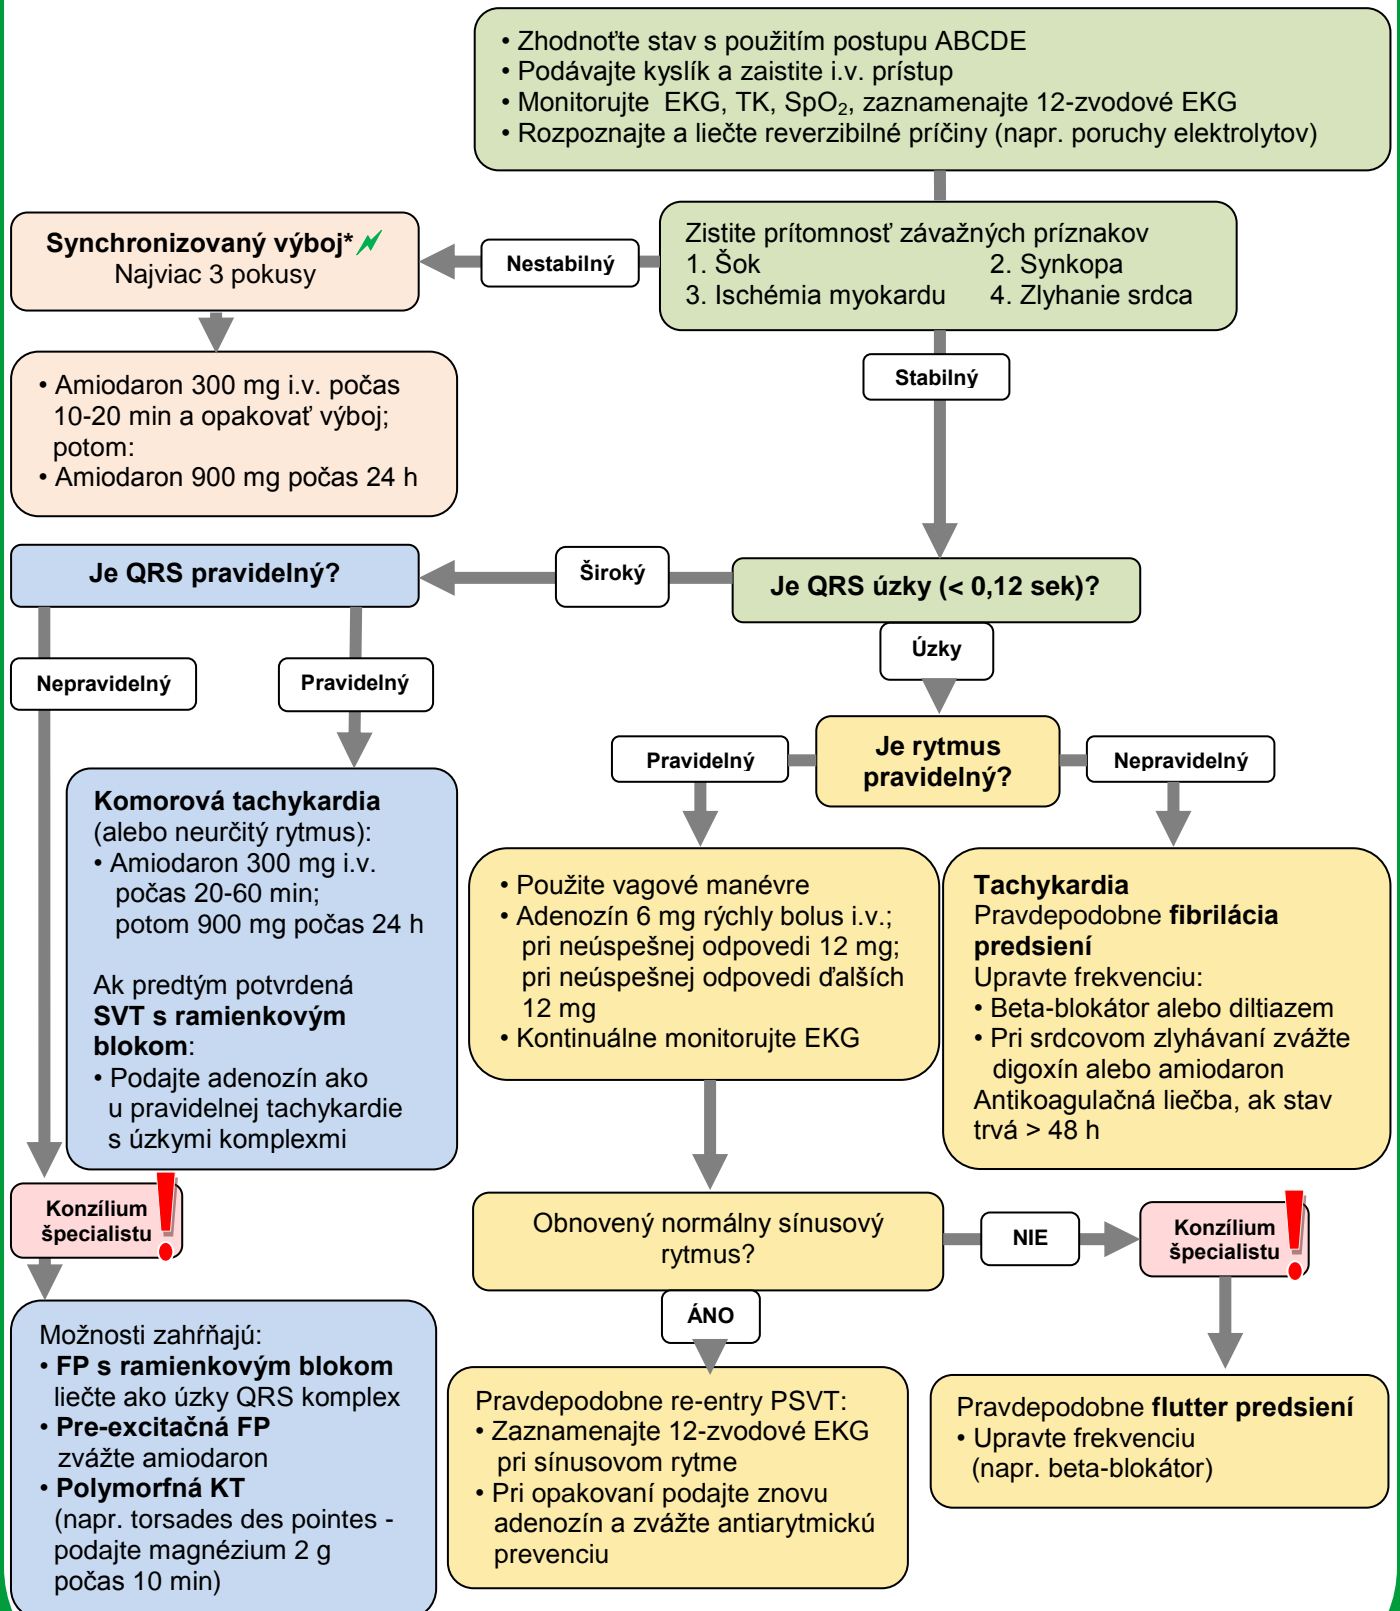 • Zhodnoťte stav s použitím postupu ABCDE
• Podávajte kyslík a zaistite i.v. prístup
• Monitorujte EKG, TK, SpO₂, zaznamenajte 12-zvodové EKG
• Rozpoznajte a liečte reverzibilné príčiny (napr. poruchy elektrolytov)
Zistite prítomnosť závažných príznakov
1. Šok 2. Synkopa
3. Ischémia myokardu 4. Zlyhanie srdca
Nestabilný
Synchronizovaný výboj*
Najviac 3 pokusy
• Amiodaron 300 mg i.v. počas
10-20 min a opakovať výboj;
potom:
• Amiodaron 900 mg počas 24 h
Stabilný
Je QRS úzky (< 0,12 sek)?
Široký
Je QRS pravidelný?
Nepravidelný
Pravidelný
Komorová tachykardia
(alebo neurčitý rytmus):
• Amiodaron 300 mg i.v.
počas 20-60 min;
potom 900 mg počas 24 h
Ak predtým potvrdená
SVT s ramienkovým
blokom:
• Podajte adenozín ako
u pravidelnej tachykardie
s úzkymi komplexmi
Konzílium
špecialistu
Možnosti zahŕňajú:
• FP s ramienkovým blokom
liečte ako úzky QRS komplex
• Pre-excitačná FP
zvážte amiodaron
• Polymorfná KT
(napr. torsades des pointes -
podajte magnézium 2 g
počas 10 min)
Úzky
Je rytmus
pravidelný?
Pravidelný
Nepravidelný
• Použite vagové manévre
• Adenozín 6 mg rýchly bolus i.v.;
pri neúspešnej odpovedi 12 mg;
pri neúspešnej odpovedi ďalších
12 mg
• Kontinuálne monitorujte EKG
Tachykardia
Pravdepodobne fibrilácia
predsiení
Upravte frekvenciu:
• Beta-blokátor alebo diltiazem
• Pri srdcovom zlyhávaní zvážte
digoxín alebo amiodaron
Antikoagulačná liečba, ak stav
trvá > 48 h
Obnovený normálny sínusový
rytmus?
NIE
Konzílium
špecialistu
ÁNO
Pravdepodobne re-entry PSVT:
• Zaznamenajte 12-zvodové EKG
pri sínusovom rytme
• Pri opakovaní podajte znovu
adenozín a zvážte antiarytmickú
prevenciu
Pravdepodobne flutter predsiení
• Upravte frekvenciu
(napr. beta-blokátor)